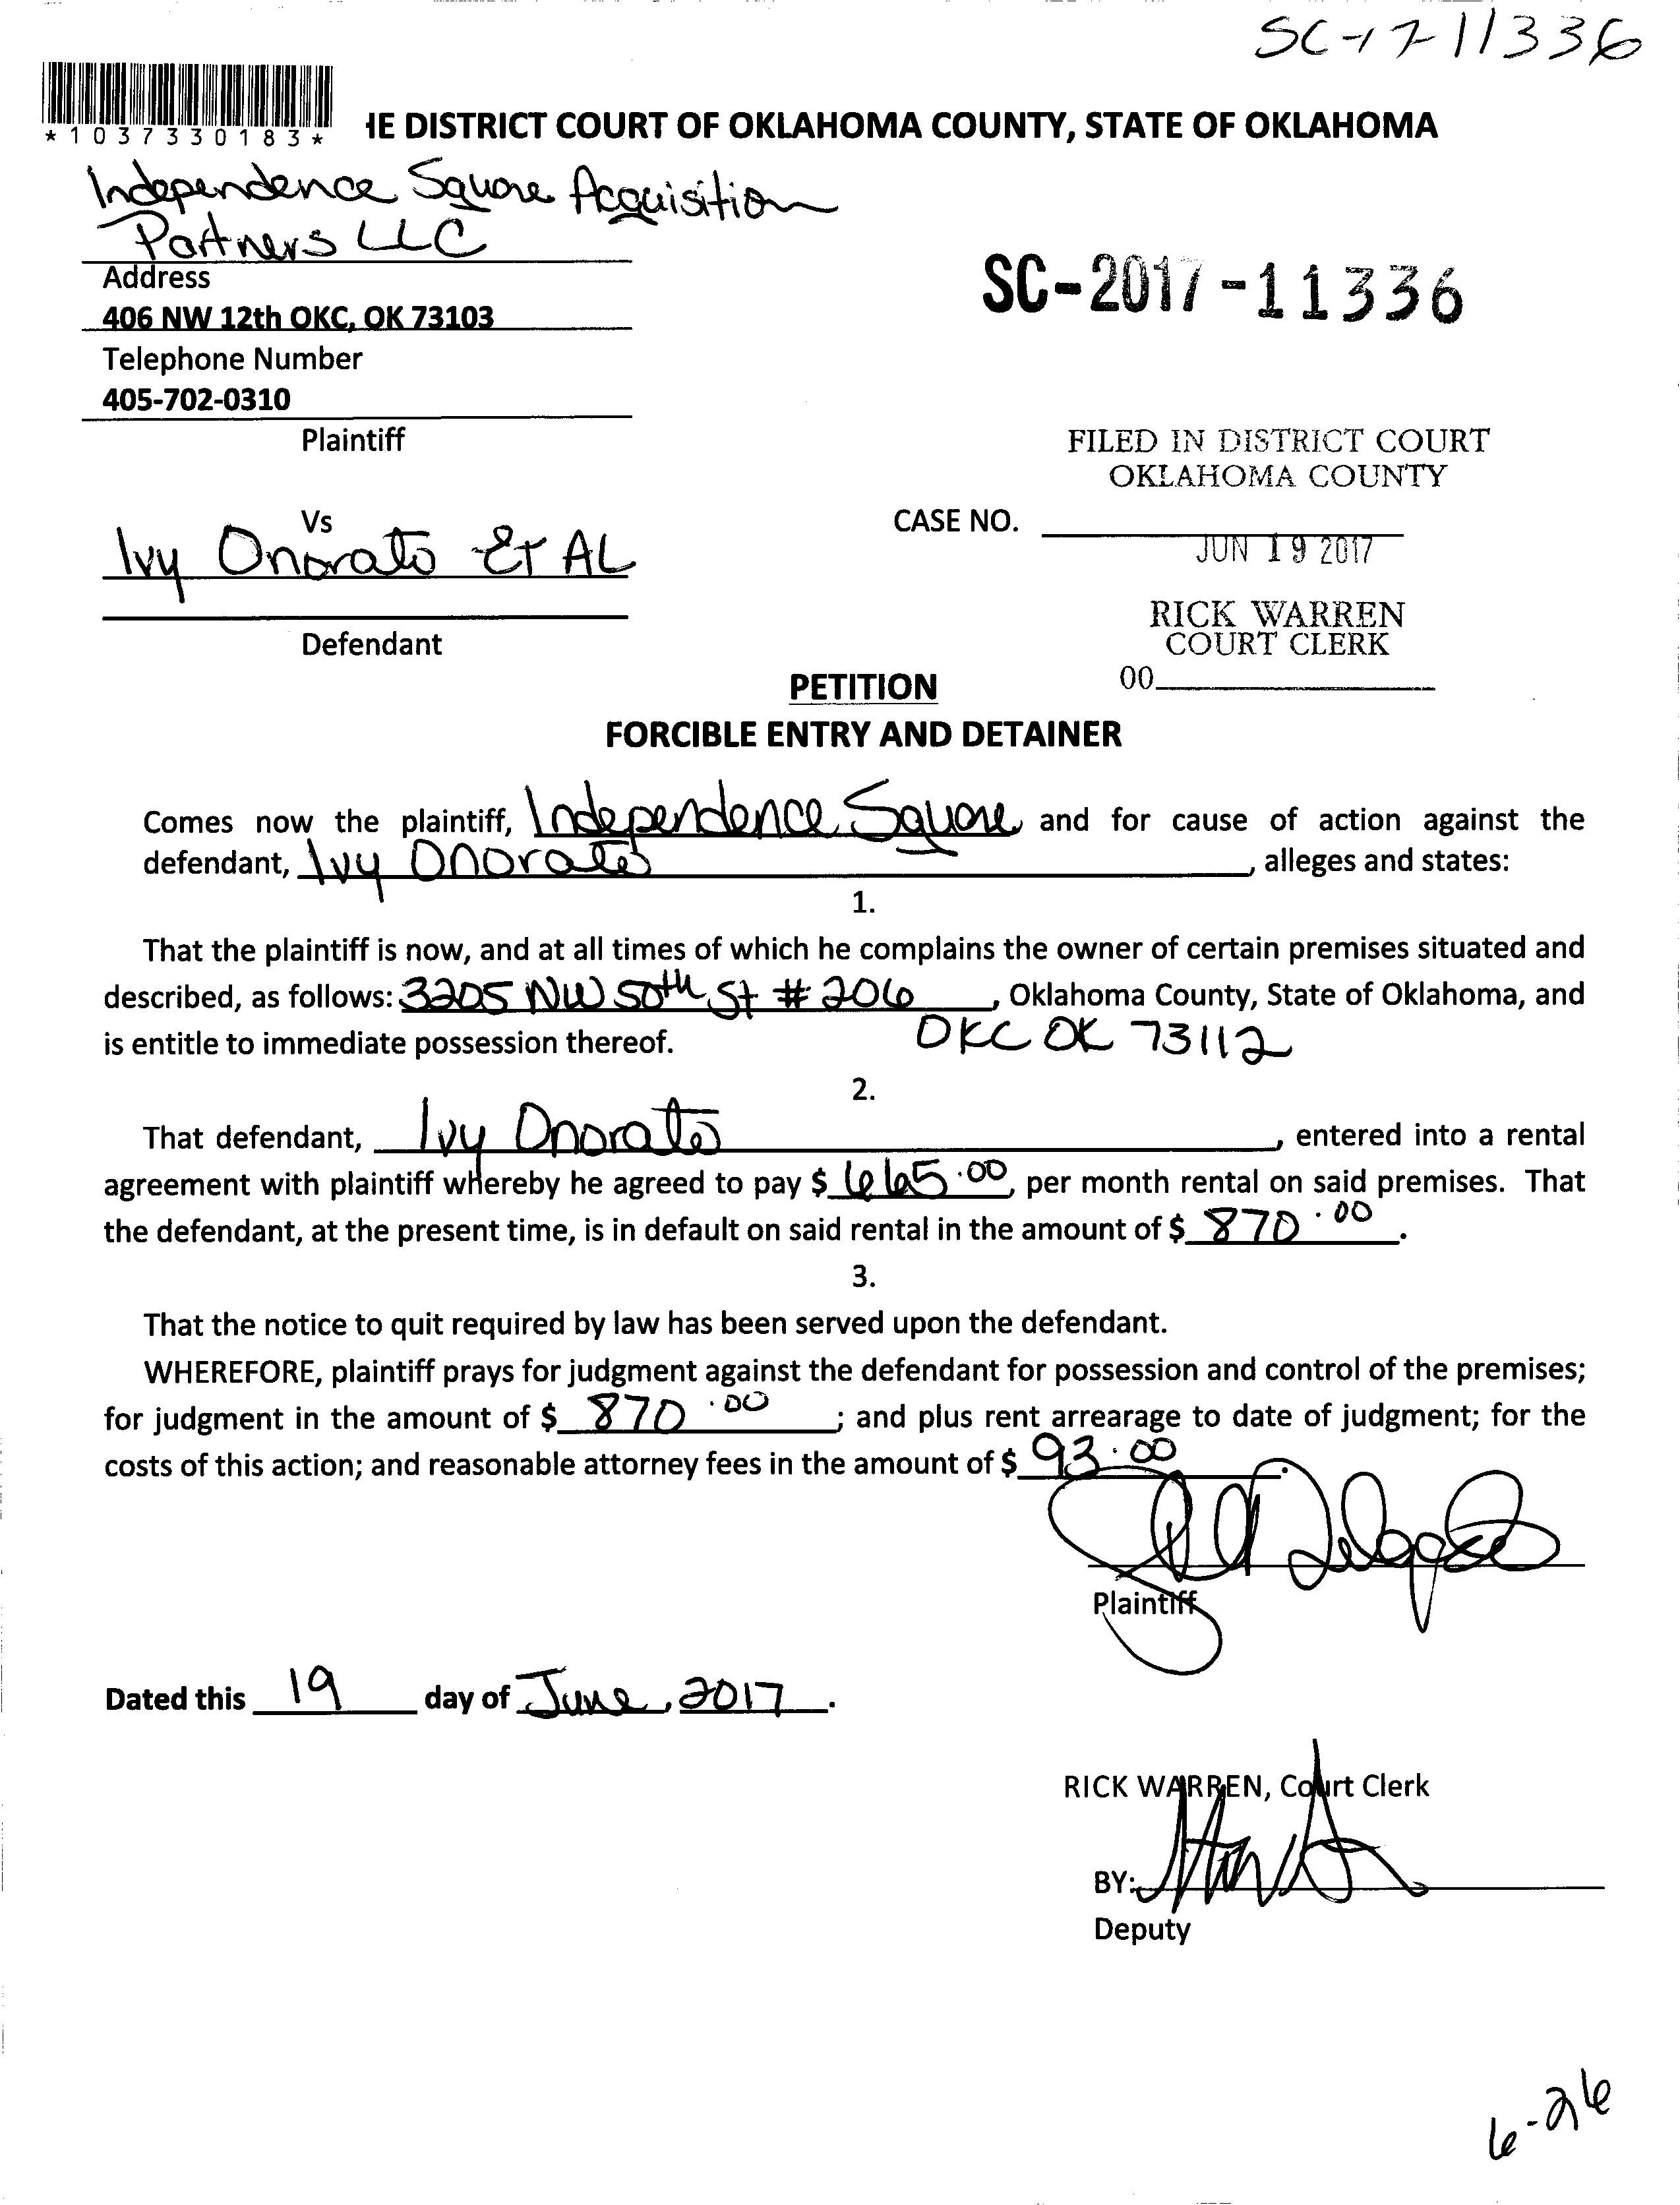 SC-17-11336
*1037330183*
HE DISTRICT COURT OF OKLAHOMA COUNTY, STATE OF OKLAHOMA
Independence Square Acquisition
Partners LLC
Address
406 NW 12th OKC, OK 73103
SC-2017-11336
Telephone Number
405-702-0310
Plaintiff
FILED IN DISTRICT COURT
OKLAHOMA COUNTY
Vs
CASE NO.
Ivy Onorato Et AL
JUN 19 2017
RICK WARREN
COURT CLERK
Defendant
00
PETITION
FORCIBLE ENTRY AND DETAINER
Comes now the plaintiff, Independence Square and for cause of action against the
defendant, Ivy Onorato, alleges and states:
1.
That the plaintiff is now, and at all times of which he complains the owner of certain premises situated and
described, as follows: 3205 NW 50th St # 206, Oklahoma County, State of Oklahoma, and
is entitle to immediate possession thereof. OKC OK 73112
2.
That defendant, Ivy Onorato, entered into a rental
agreement with plaintiff whereby he agreed to pay $ 665.00, per month rental on said premises. That
the defendant, at the present time, is in default on said rental in the amount of $ 870.00.
3.
That the notice to quit required by law has been served upon the defendant.
WHEREFORE, plaintiff prays for judgment against the defendant for possession and control of the premises;
for judgment in the amount of $ 870.00; and plus rent arrearage to date of judgment; for the
costs of this action; and reasonable attorney fees in the amount of $ 93.00.
Plaintiff
Dated this 19 day of June, 2017.
RICK WARREN, Court Clerk
BY:
Deputy
6-26